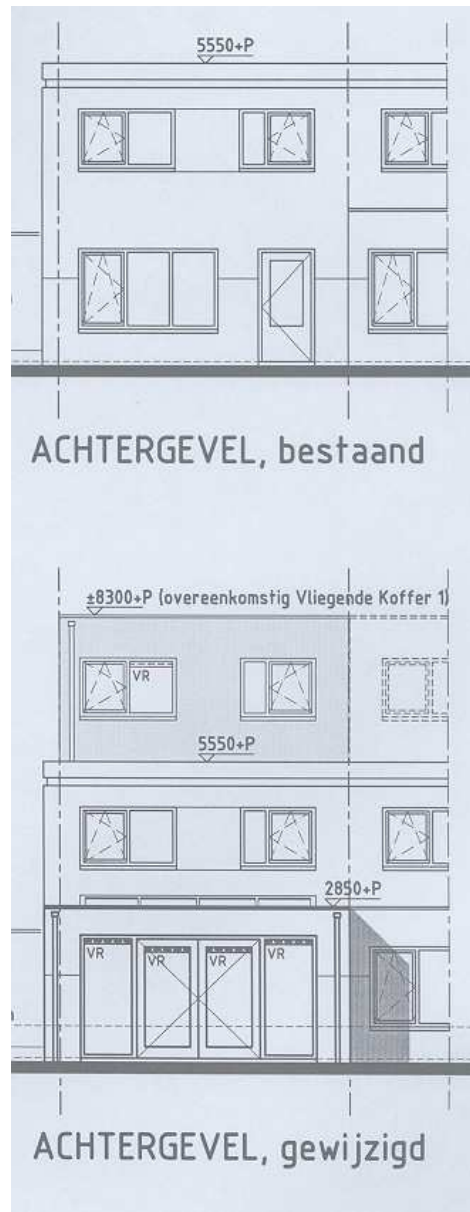 5550+P
ACHTERGEVEL, bestaand
±8300+P (overeenkomstig Vliegende Koffer 1)
VR
5550+P
2850+P
VR VR VR VR
ACHTERGEVEL, gewijzigd